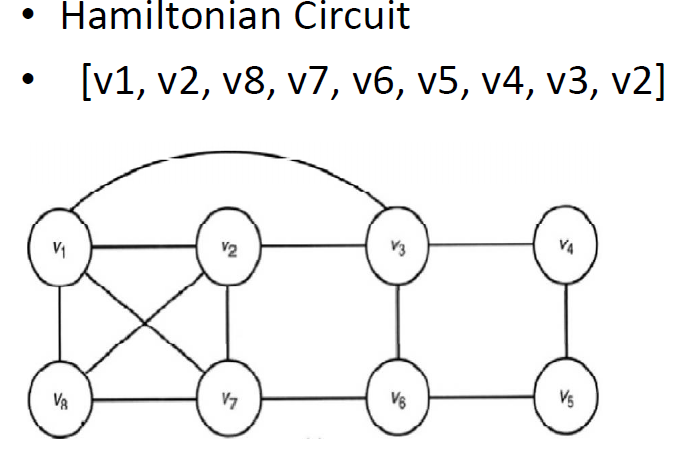 • Hamiltonian Circuit
• [v1, v2, v8, v7, v6, v5, v4, v3, v2]
V1 V2 V3 V4
V8 V7 V6 V5